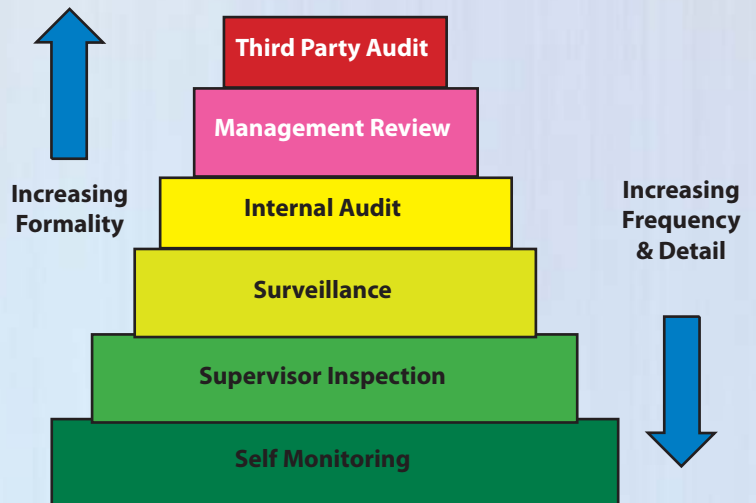 Third Party Audit
Management Review
Increasing
Formality
Internal Audit
Increasing
Frequency
& Detail
Surveillance
Supervisor Inspection
Self Monitoring